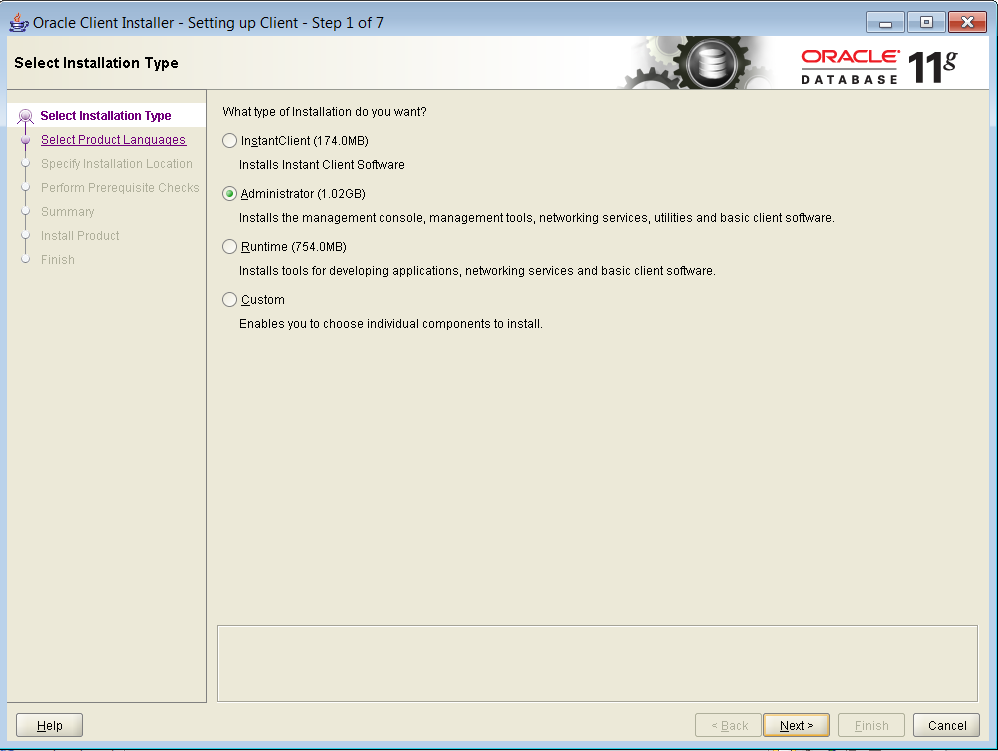 Oracle Client Installer - Setting up Client - Step 1 of 7
Select Installation Type
ORACLE®
DATABASE
11g
Select Installation Type
Select Product Languages
Specify Installation Location
Perform Prerequisite Checks
Summary
Install Product
Finish
What type of Installation do you want?
InstantClient (174.0MB)
Installs Instant Client Software
Administrator (1.02GB)
Installs the management console, management tools, networking services, utilities and basic client software.
Runtime (754.0MB)
Installs tools for developing applications, networking services and basic client software.
Custom
Enables you to choose individual components to install.
Help
< Back
Next >
Finish
Cancel